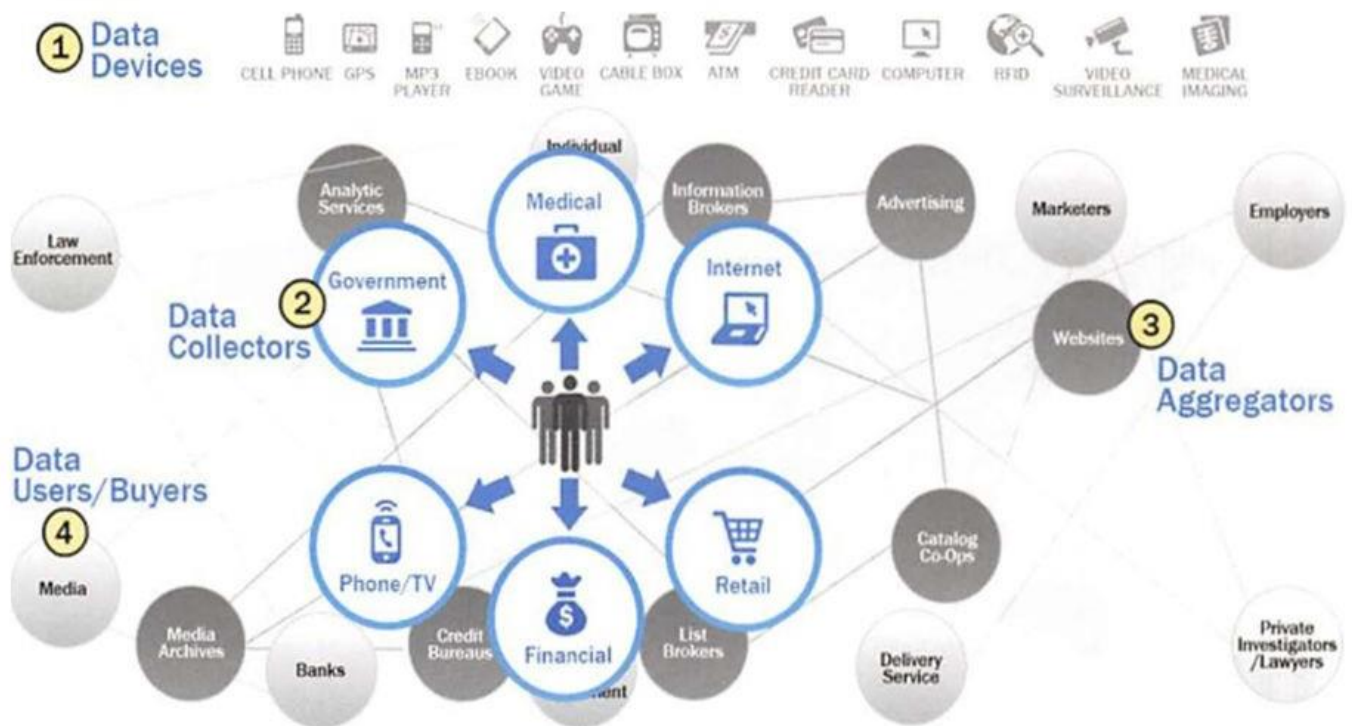 1
Data
Devices
CELL PHONE
GPS
MP3
PLAYER
EBOOK
VIDEO
GAME
CABLE BOX
ATM
CREDIT CARD
READER
COMPUTER
RFID
VIDEO
SURVEILLANCE
MEDICAL
IMAGING
Individual
Analytic
Services
Medical
Information
Brokers
Advertising
Marketers
Employers
Law
Enforcement
Government
Internet
2
Data
Collectors
Websites
3
Data
Aggregators
Data
Users/Buyers
4
Media
Phone/TV
$
Financial
Retail
Catalog
Co-Ops
Media
Archives
Banks
Credit
Bureaus
List
Brokers
Delivery
Service
Private
Investigators
/Lawyers